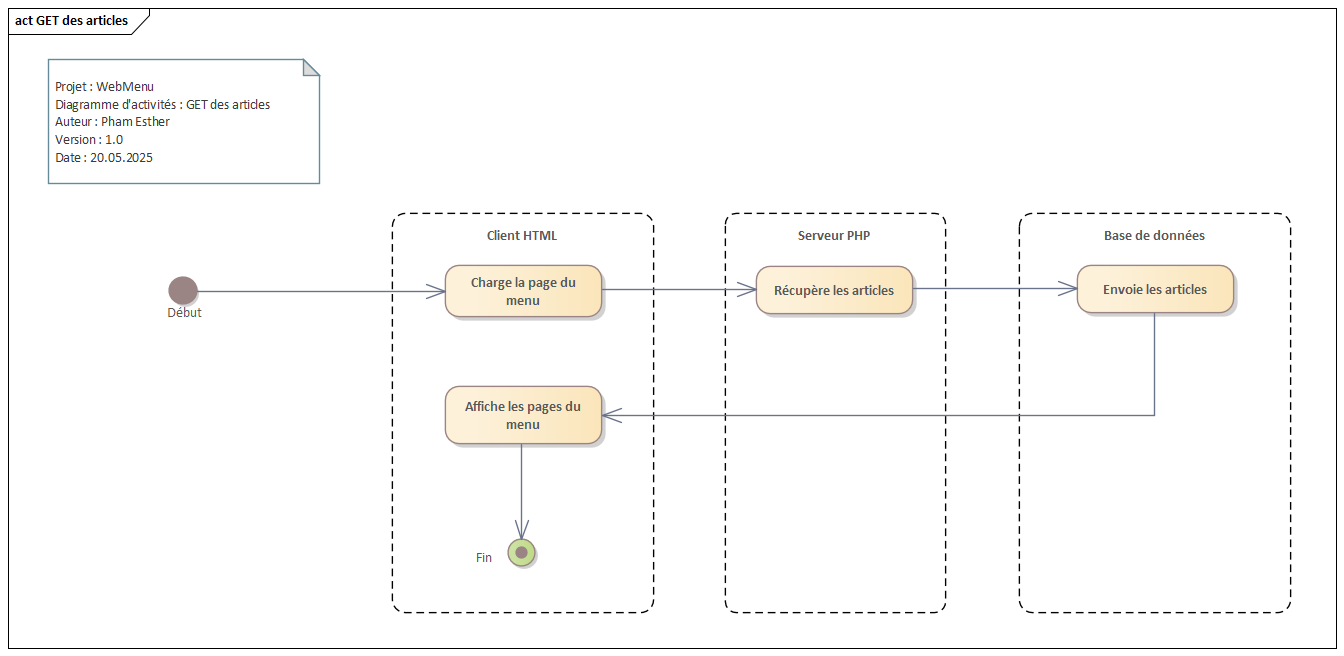 act GET des articles
Projet : WebMenu
Diagramme d'activités : GET des articles
Auteur : Pham Esther
Version : 1.0
Date : 20.05.2025
Client HTML
Serveur PHP
Base de données
Début
Charge la page du
menu
Récupère les articles
Envoie les articles
Affiche les pages du
menu
Fin